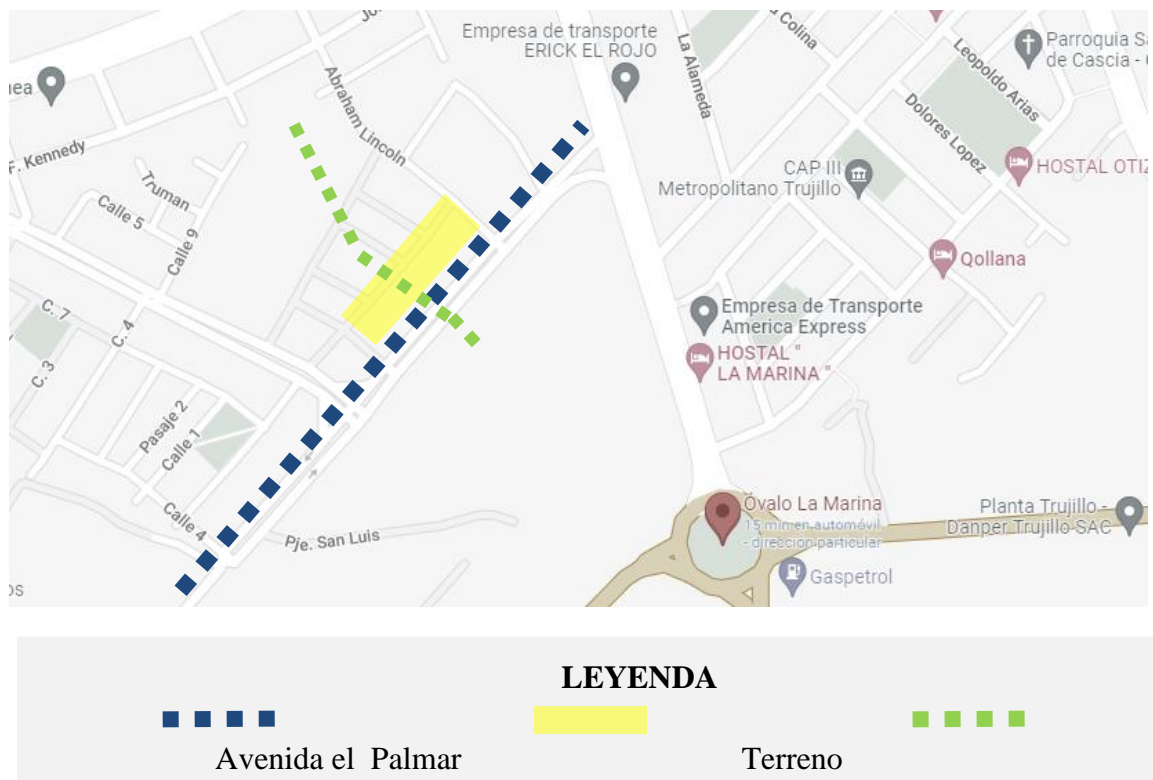 Empresa de transporte
ERICK EL ROJO
La Alameda
Colina
Parroquia
de Cascia -
Leopoldo Arias
Dolores Lopez
HOSTAL OTIZ
Abraham Lincoln
F. Kennedy
Truman
Calle 5
Calle 9
CAP III
Metropolitano Trujillo
Qollana
C. 7
C. 4
C. 3
Empresa de Transporte
America Express
HOSTAL "
LA MARINA "
Pasaje 2
Calle 1
Calle 4
Pje. San Luis
Óvalo La Marina
15 min en automóvil
- dirección particular
Planta Trujillo -
Danper Trujillo SAC
Gaspetrol
LEYENDA
Avenida el Palmar
Terreno